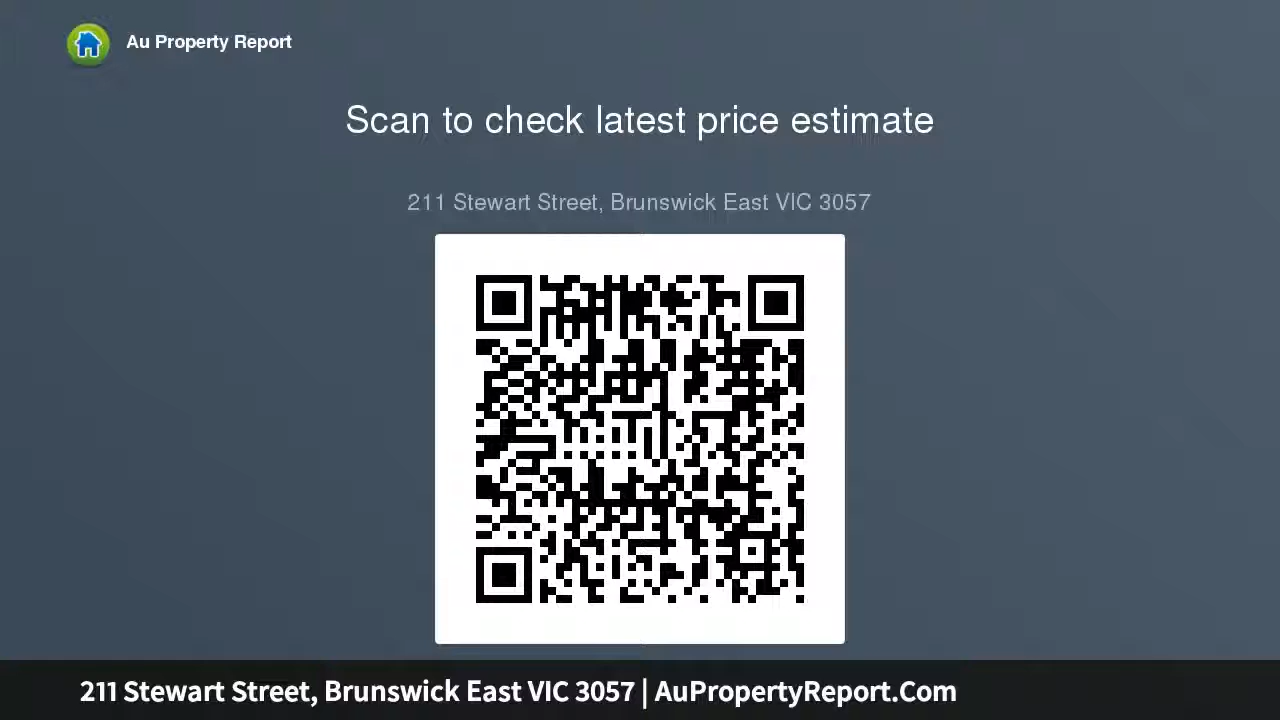 Au Property Report
Scan to check latest price estimate
211 Stewart Street, Brunswick East VIC 3057
211 Stewart Street, Brunswick East VIC 3057 | AuPropertyReport.Com